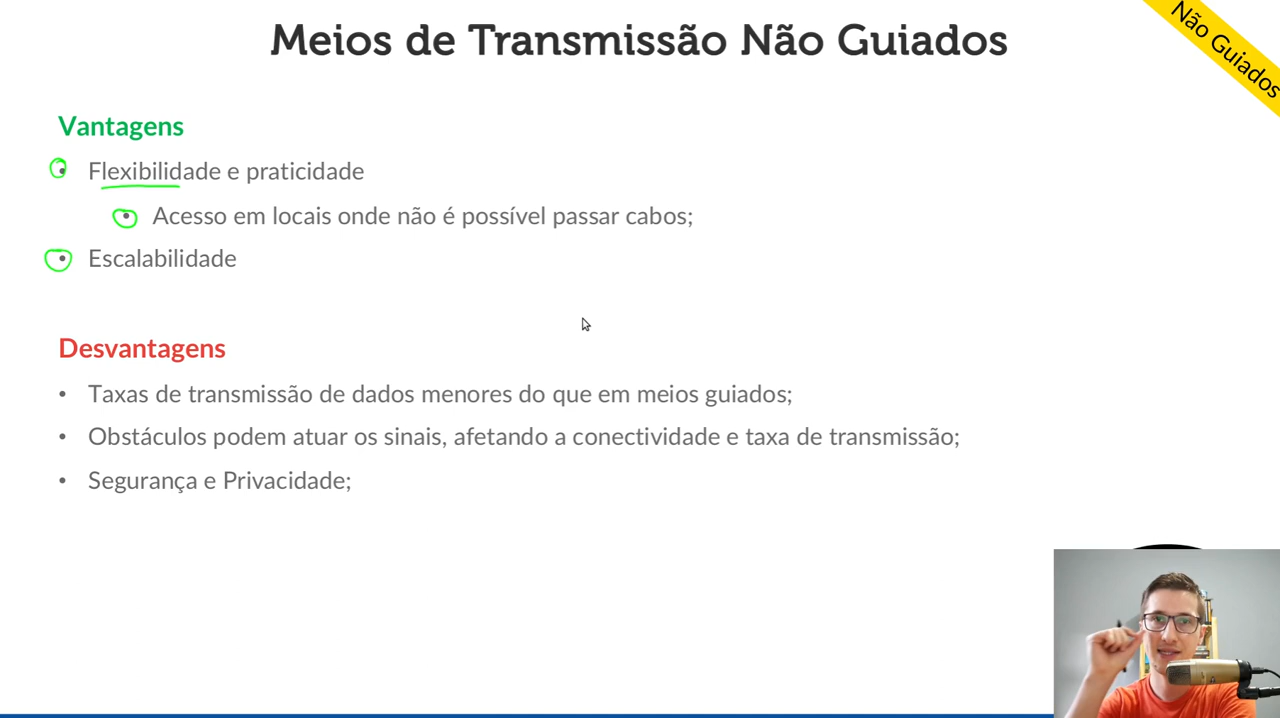 Meios de Transmissão Não Guiados
Não Guiados
Vantagens
• Flexibilidade e praticidade
• Acesso em locais onde não é possível passar cabos;
• Escalabilidade
Desvantagens
• Taxas de transmissão de dados menores do que em meios guiados;
• Obstáculos podem atuar os sinais, afetando a conectividade e taxa de transmissão;
• Segurança e Privacidade;